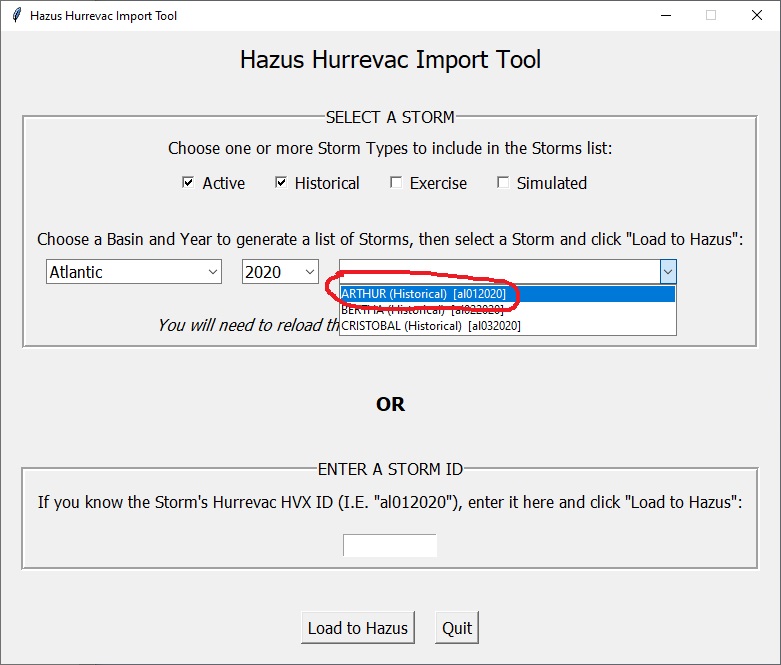 Hazus Hurrevac Import Tool
Hazus Hurrevac Import Tool
SELECT A STORM
Choose one or more Storm Types to include in the Storms list:
Active Historical Exercise Simulated
Choose a Basin and Year to generate a list of Storms, then select a Storm and click "Load to Hazus":
Atlantic 2020
ARTHUR (Historical) [al012020]
BERTHA (Historical) [al022020]
CRISTOBAL (Historical) [al032020]
You will need to reload
OR
ENTER A STORM ID
If you know the Storm's Hurrevac HVX ID (I.E. "al012020"), enter it here and click "Load to Hazus":
Load to Hazus Quit